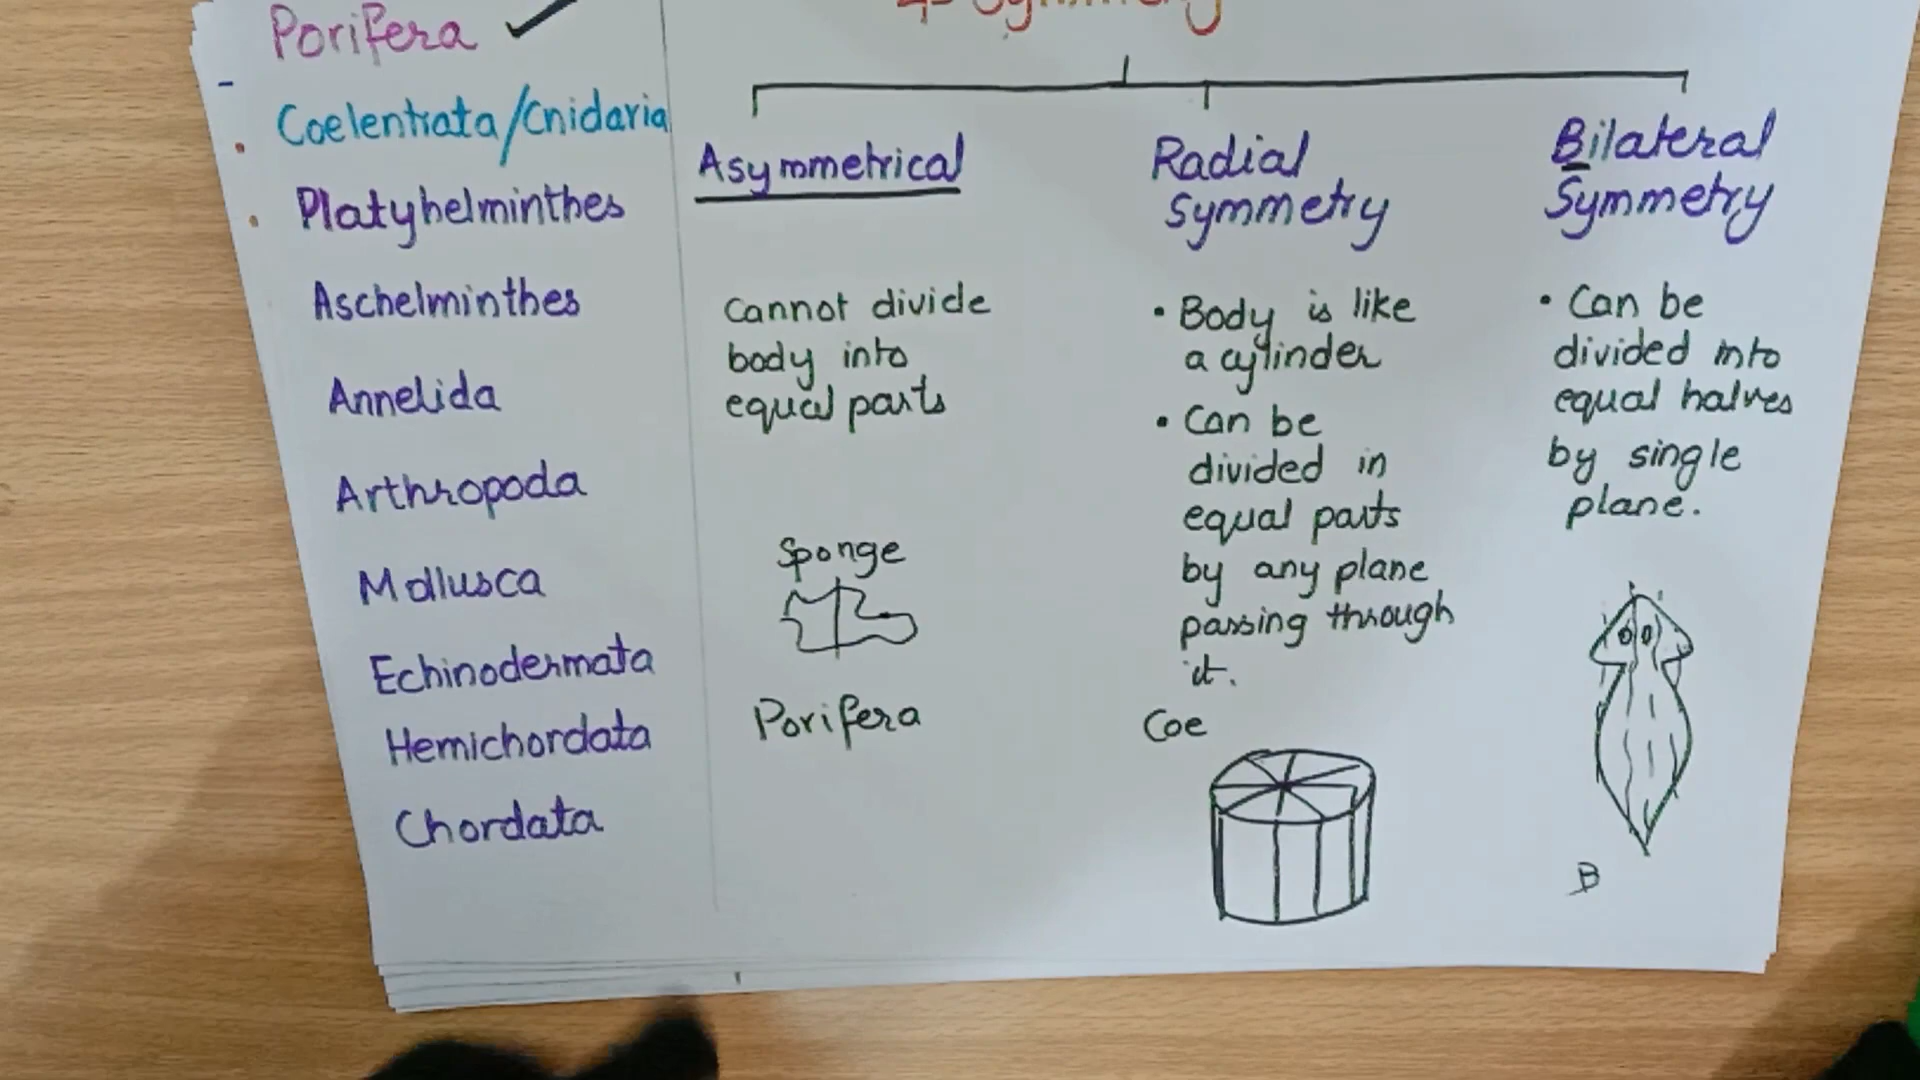 Porifera
Coelentrata/Cnidaria
Platyhelminthes
Aschelminthes
Annelida
Arthropoda
Mollusca
Echinodermata
Hemichordata
Chordata
4- Symmetry
Asymmetrical
Cannot divide
body into
equal parts
Sponge
Porifera
Radial
Symmetry
• Body is like
a cylinder
• Can be
divided in
equal parts
by any plane
passing through
it.
Coe
Bilateral
Symmetry
• Can be
divided into
equal halves
by single
plane.
B